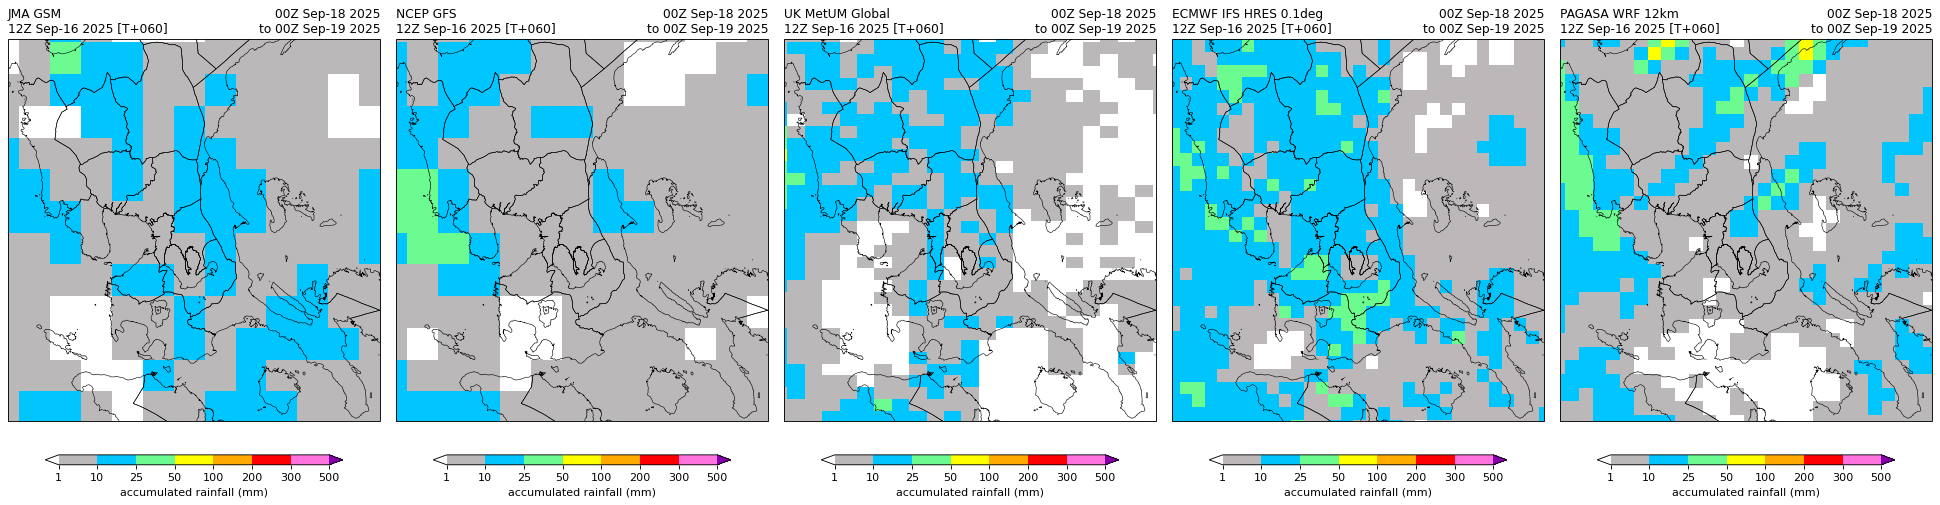 JMA GSM 00Z Sep-18 2025
12Z Sep-16 2025 [T+060] to 00Z Sep-19 2025
1 10 25 50 100 200 300 500
accumulated rainfall (mm)
NCEP GFS 00Z Sep-18 2025
12Z Sep-16 2025 [T+060] to 00Z Sep-19 2025
1 10 25 50 100 200 300 500
accumulated rainfall (mm)
UK MetUM Global 00Z Sep-18 2025
12Z Sep-16 2025 [T+060] to 00Z Sep-19 2025
1 10 25 50 100 200 300 500
accumulated rainfall (mm)
ECMWF IFS HRES 0.1deg 00Z Sep-18 2025
12Z Sep-16 2025 [T+060] to 00Z Sep-19 2025
1 10 25 50 100 200 300 500
accumulated rainfall (mm)
PAGASA WRF 12km 00Z Sep-18 2025
12Z Sep-16 2025 [T+060] to 00Z Sep-19 2025
1 10 25 50 100 200 300 500
accumulated rainfall (mm)